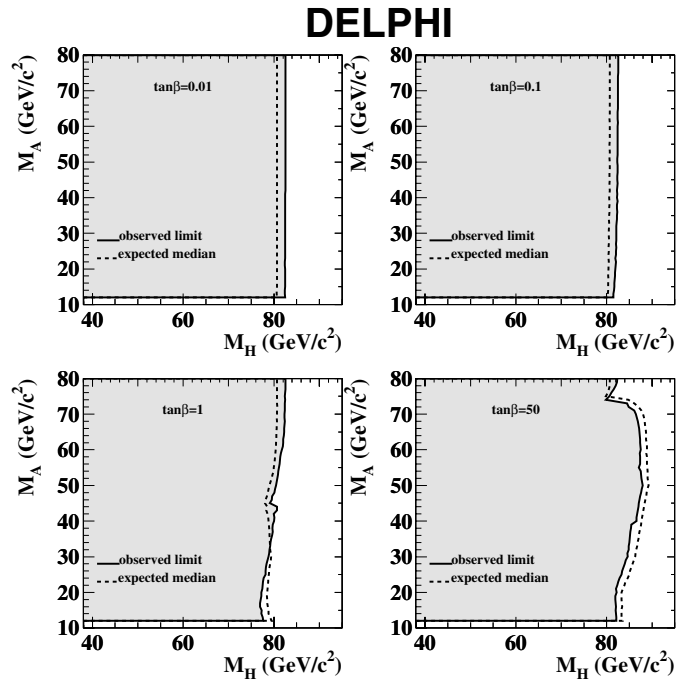 DELPHI
M_A (GeV/c²)
80
70
60
50
40
30
20
10
tanβ=0.01
observed limit
expected median
40 60 80
M_H (GeV/c²)
M_A (GeV/c²)
80
70
60
50
40
30
20
10
tanβ=0.1
observed limit
expected median
40 60 80
M_H (GeV/c²)
M_A (GeV/c²)
80
70
60
50
40
30
20
10
tanβ=1
observed limit
expected median
40 60 80
M_H (GeV/c²)
M_A (GeV/c²)
80
70
60
50
40
30
20
10
tanβ=50
observed limit
expected median
40 60 80
M_H (GeV/c²)